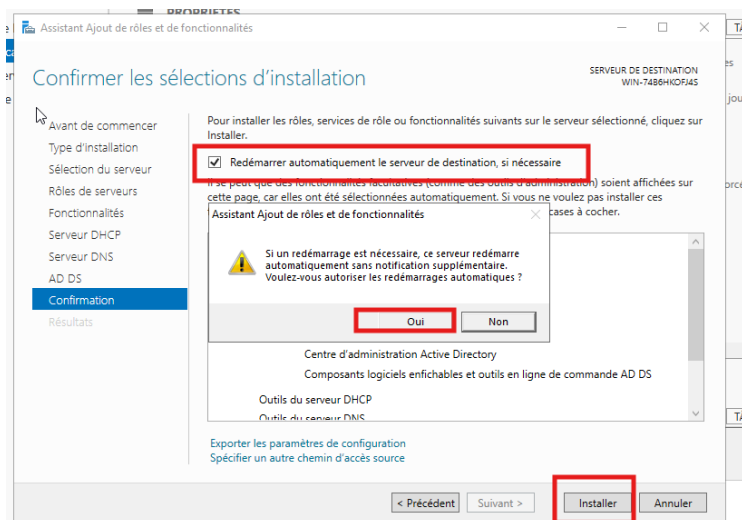 PROPRIÉTÉS
Assistant Ajout de rôles et de fonctionnalités
Confirmer les sélections d'installation
SERVEUR DE DESTINATION
WIN-7486HKOFJ4S
Avant de commencer
Type d'installation
Sélection du serveur
Rôles de serveurs
Fonctionnalités
Serveur DHCP
Serveur DNS
AD DS
Confirmation
Résultats
Pour installer les rôles, services de rôle ou fonctionnalités suivants sur le serveur sélectionné, cliquez sur
Installer.
Redémarrer automatiquement le serveur de destination, si nécessaire
Il se peut que des fonctionnalités facultatives (comme des outils d'administration) soient affichées sur
cette page, car elles ont été sélectionnées automatiquement. Si vous ne voulez pas installer ces
cases à cocher.
Assistant Ajout de rôles et de fonctionnalités
Si un redémarrage est nécessaire, ce serveur redémarre
automatiquement sans notification supplémentaire.
Voulez-vous autoriser les redémarrages automatiques ?
Oui
Non
Centre d'administration Active Directory
Composants logiciels enfichables et outils en ligne de commande AD DS
Outils du serveur DHCP
Outils du serveur DNS
Exporter les paramètres de configuration
Spécifier un autre chemin d'accès source
< Précédent
Suivant >
Installer
Annuler